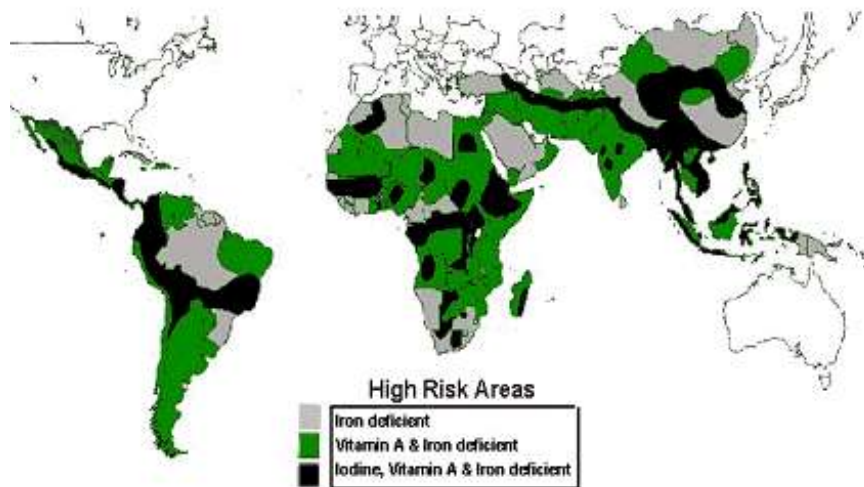 High Risk Areas
Iron deficient
Vitamin A & Iron deficient
Iodine, Vitamin A & Iron deficient